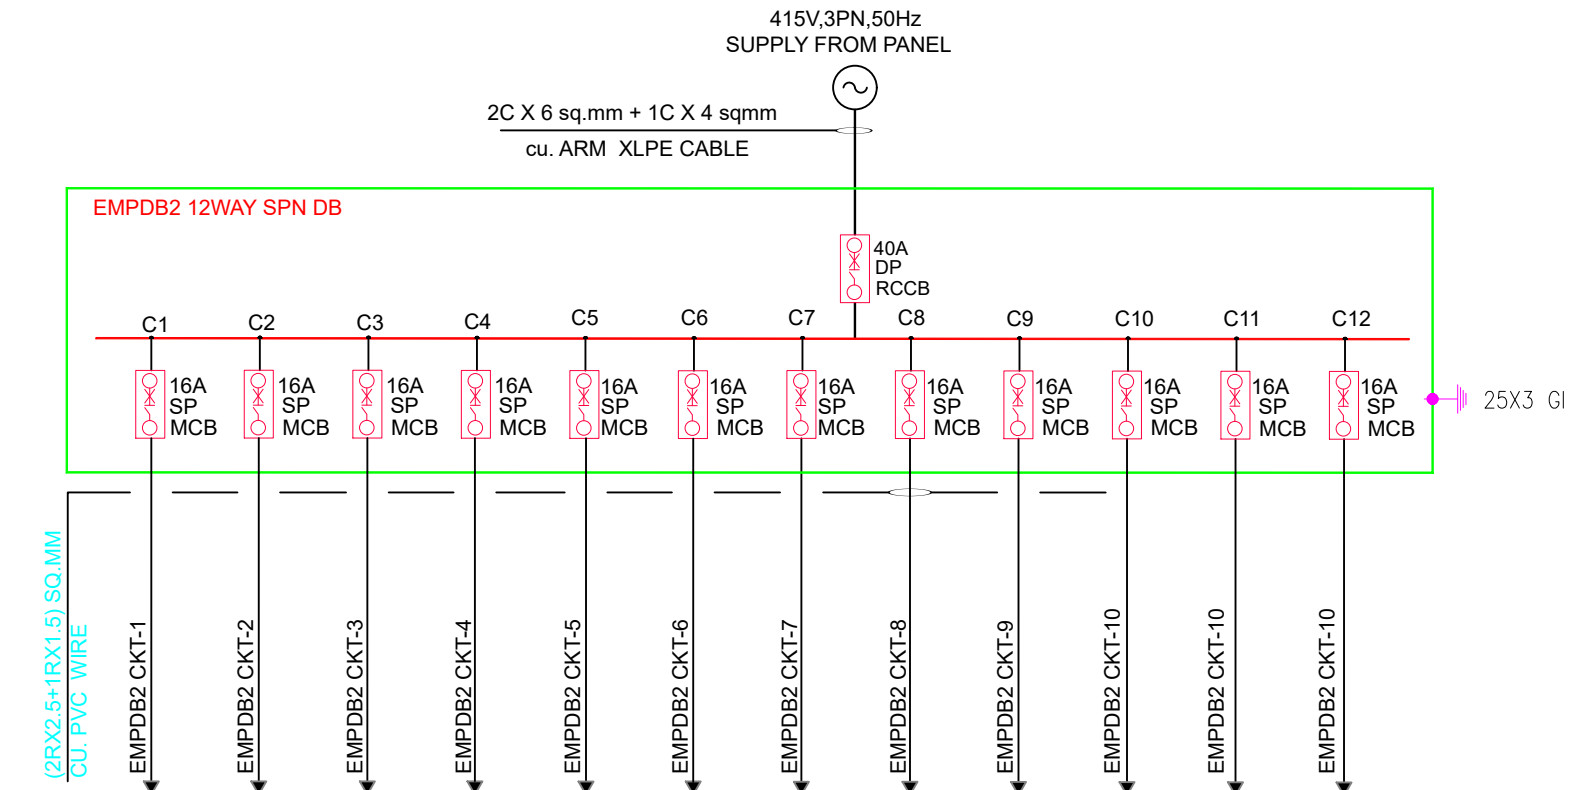 415V,3PN,50Hz
SUPPLY FROM PANEL
2C X 6 sq.mm + 1C X 4 sqmm
cu. ARM XLPE CABLE
EMPDB2 12WAY SPN DB
40A
DP
RCCB
C1
C2
C3
C4
C5
C6
C7
C8
C9
C10
C11
C12
16A
SP
MCB
16A
SP
MCB
16A
SP
MCB
16A
SP
MCB
16A
SP
MCB
16A
SP
MCB
16A
SP
MCB
16A
SP
MCB
16A
SP
MCB
16A
SP
MCB
16A
SP
MCB
16A
SP
MCB
25X3 GI
(2RX2.5+1RX1.5) SQ.MM
CU. PVC WIRE
EMPDB2 CKT-1
EMPDB2 CKT-2
EMPDB2 CKT-3
EMPDB2 CKT-4
EMPDB2 CKT-5
EMPDB2 CKT-6
EMPDB2 CKT-7
EMPDB2 CKT-8
EMPDB2 CKT-9
EMPDB2 CKT-10
EMPDB2 CKT-10
EMPDB2 CKT-10